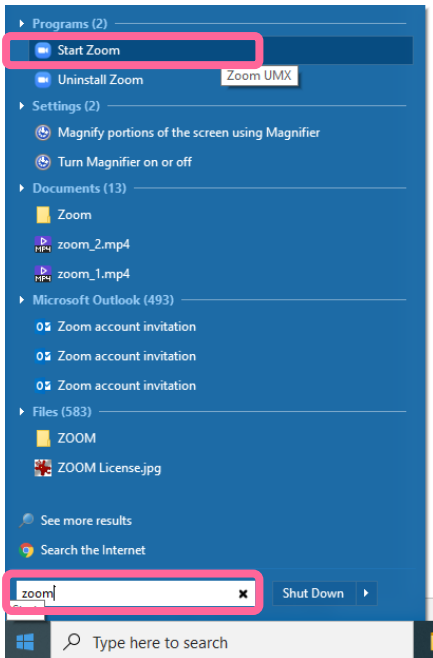 Programs (2)
Start Zoom
Uninstall Zoom
Zoom UMX
Settings (2)
Magnify portions of the screen using Magnifier
Turn Magnifier on or off
Documents (13)
Zoom
zoom_2.mp4
zoom_1.mp4
Microsoft Outlook (493)
Zoom account invitation
Zoom account invitation
Zoom account invitation
Files (583)
ZOOM
ZOOM License.jpg
See more results
Search the Internet
zoom
Shut Down
Type here to search